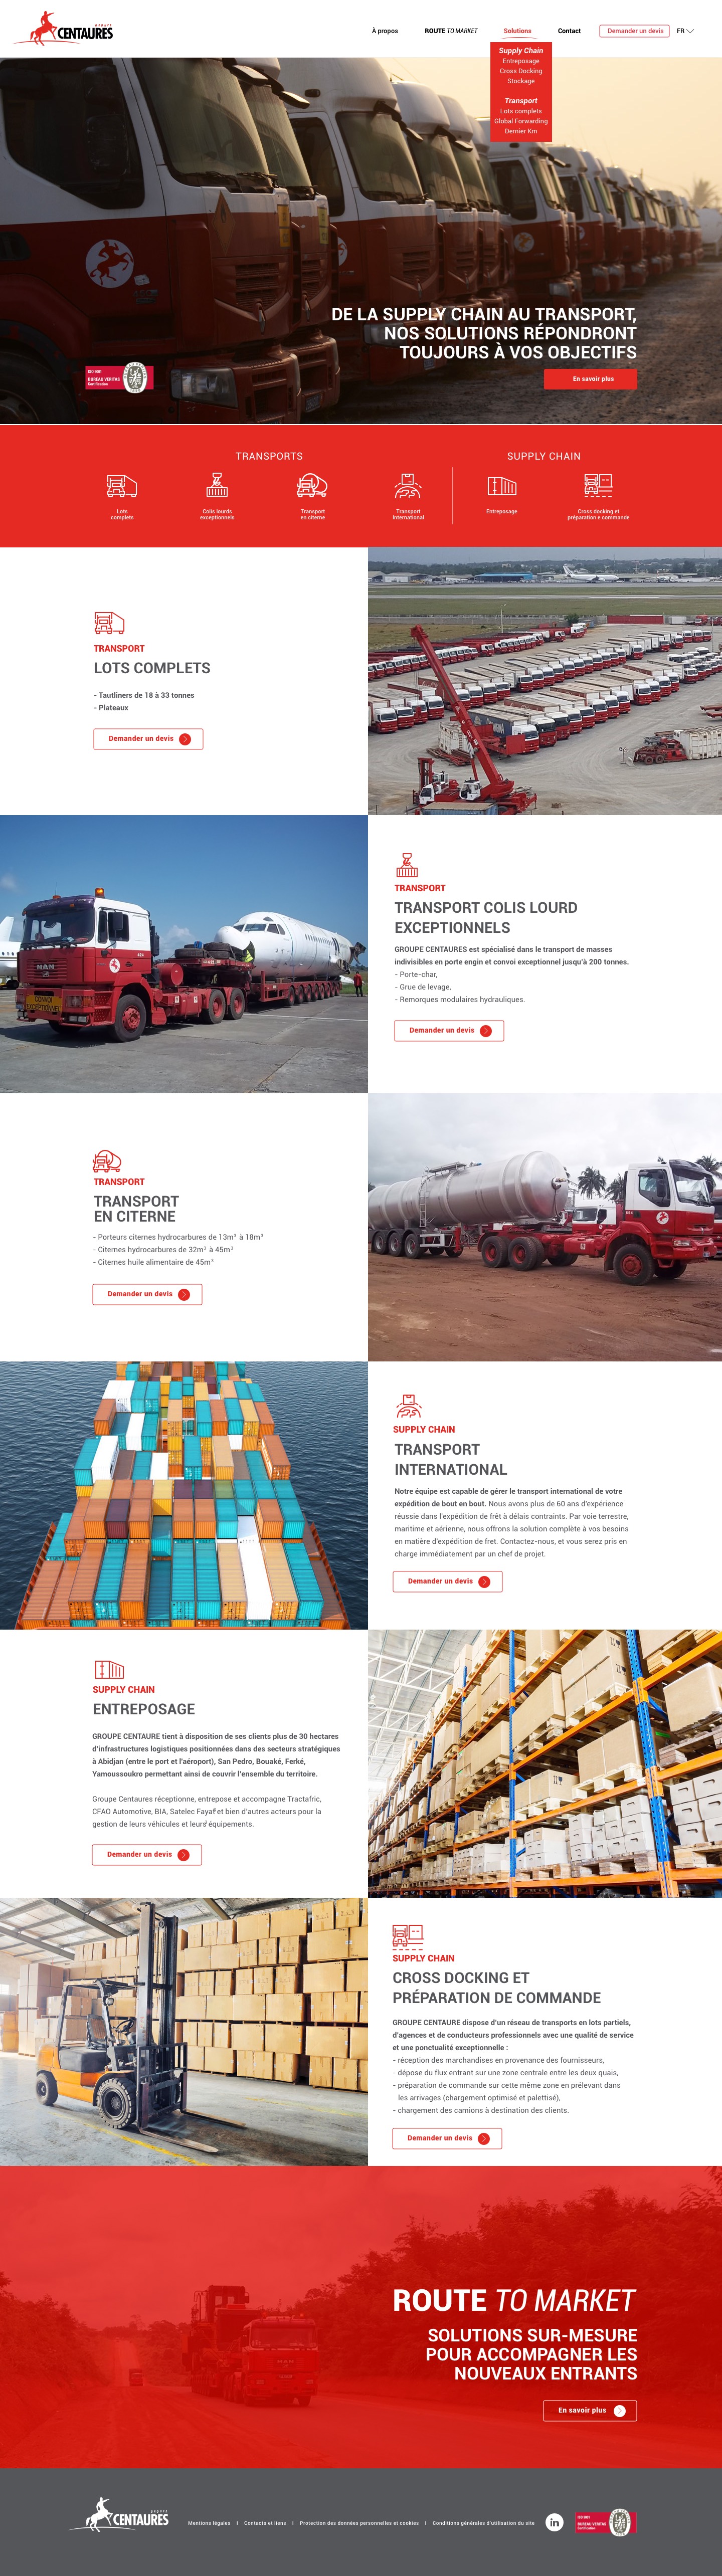 GROUPE
CENTAURES
À propos
ROUTE TO MARKET
Solutions
Contact
Demander un devis
FR
Supply Chain
Entreposage
Cross Docking
Stockage
Transport
Lots complets
Global Forwarding
Dernier Km
DE LA SUPPLY CHAIN AU TRANSPORT,
NOS SOLUTIONS RÉPONDRONT
TOUJOURS À VOS OBJECTIFS
En savoir plus
ISO 9001
BUREAU VERITAS
Certification
TRANSPORTS
SUPPLY CHAIN
Lots
complets
Colis lourds
exceptionnels
Transport
en citerne
Transport
International
Entreposage
Cross docking et
préparation e commande
TRANSPORT
LOTS COMPLETS
- Tautliners de 18 à 33 tonnes
- Plateaux
Demander un devis
MAN
CONVOI
EXCEPTIONNEL
TRANSPORT
TRANSPORT COLIS LOURD
EXCEPTIONNELS
GROUPE CENTAURES est spécialisé dans le transport de masses
indivisibles en porte engin et convoi exceptionnel jusqu'à 200 tonnes.
- Porte-char,
- Grue de levage,
- Remorques modulaires hydrauliques.
Demander un devis
TRANSPORT
TRANSPORT
EN CITERNE
- Porteurs citernes hydrocarbures de 13m³ à 18m³
- Citernes hydrocarbures de 32m³ à 45m³
- Citernes huile alimentaire de 45m³
Demander un devis
SUPPLY CHAIN
TRANSPORT
INTERNATIONAL
Notre équipe est capable de gérer le transport international de votre
expédition de bout en bout. Nous avons plus de 60 ans d'expérience
réussie dans l'expédition de frêt à délais contraints. Par voie terrestre,
maritime et aérienne, nous offrons la solution complète à vos besoins
en matière d'expédition de fret. Contactez-nous, et vous serez pris en
charge immédiatement par un chef de projet.
Demander un devis
SUPPLY CHAIN
ENTREPOSAGE
GROUPE CENTAURE tient à disposition de ses clients plus de 30 hectares
d'infrastructures logistiques positionnées dans des secteurs stratégiques
à Abidjan (entre le port et l'aéroport), San Pedro, Bouaké, Ferké,
Yamoussoukro permettant ainsi de couvrir l'ensemble du territoire.
Groupe Centaures réceptionne, entrepose et accompagne Tractafric,
CFAO Automotive, BIA, Satelec Fayat et bien d'autres acteurs pour la
gestion de leurs véhicules et leurs équipements.
Demander un devis
SUPPLY CHAIN
CROSS DOCKING ET
PRÉPARATION DE COMMANDE
GROUPE CENTAURE dispose d'un réseau de transports en lots partiels,
d'agences et de conducteurs professionnels avec une qualité de service
et une ponctualité exceptionnelle :
- réception des marchandises en provenance des fournisseurs,
- dépose du flux entrant sur une zone centrale entre les deux quais,
- préparation de commande sur cette même zone en prélevant dans
les arrivages (chargement optimisé et palettisé),
- chargement des camions à destination des clients.
Demander un devis
ROUTE TO MARKET
SOLUTIONS SUR-MESURE
POUR ACCOMPAGNER LES
NOUVEAUX ENTRANTS
En savoir plus
GROUPE
CENTAURES
Mentions légales I Contacts et liens I Protection des données personnelles et cookies I Conditions générales d'utilisation du site
in
ISO 9001
BUREAU VERITAS
Certification